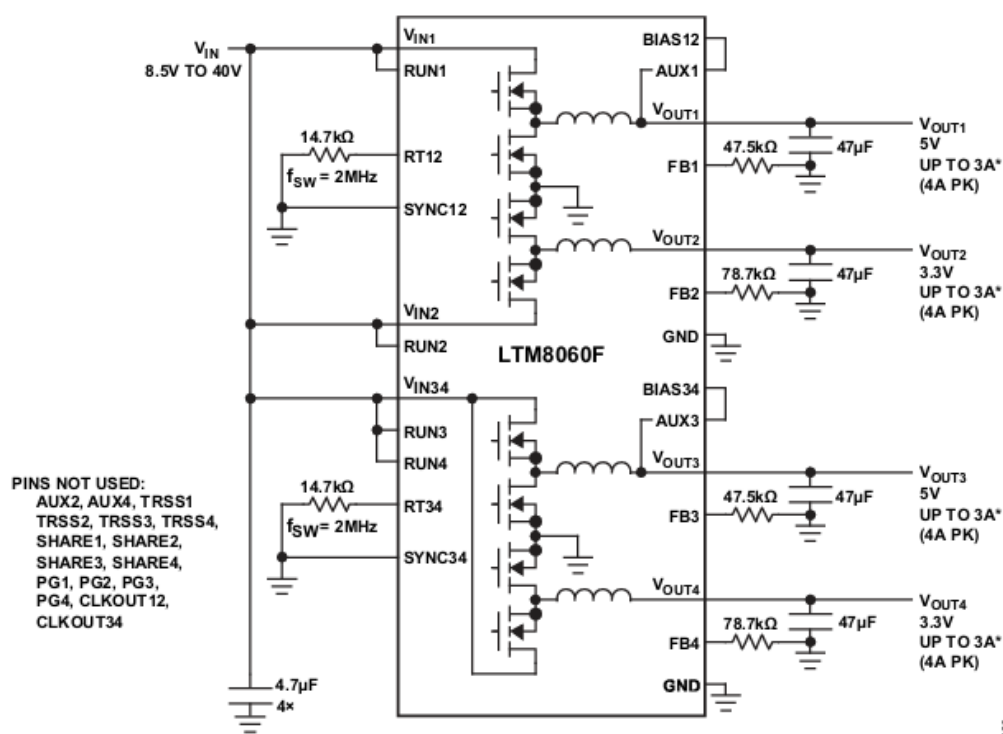 VIN
8.5V TO 40V
VIN1
RUN1
14.7kΩ
RT12
fSW = 2MHz
SYNC12
VIN2
RUN2
VIN34
RUN3
RUN4
14.7kΩ
RT34
fSW = 2MHz
SYNC34
4.7µF
4×
PINS NOT USED:
AUX2, AUX4, TRSS1
TRSS2, TRSS3, TRSS4,
SHARE1, SHARE2,
SHARE3, SHARE4,
PG1, PG2, PG3,
PG4, CLKOUT12,
CLKOUT34
LTM8060F
BIAS12
AUX1
VOUT1
47.5kΩ
FB1
47µF
VOUT1
5V
UP TO 3A*
(4A PK)
VOUT2
78.7kΩ
FB2
47µF
VOUT2
3.3V
UP TO 3A*
(4A PK)
GND
BIAS34
AUX3
VOUT3
47.5kΩ
FB3
47µF
VOUT3
5V
UP TO 3A*
(4A PK)
VOUT4
78.7kΩ
FB4
47µF
VOUT4
3.3V
UP TO 3A*
(4A PK)
GND